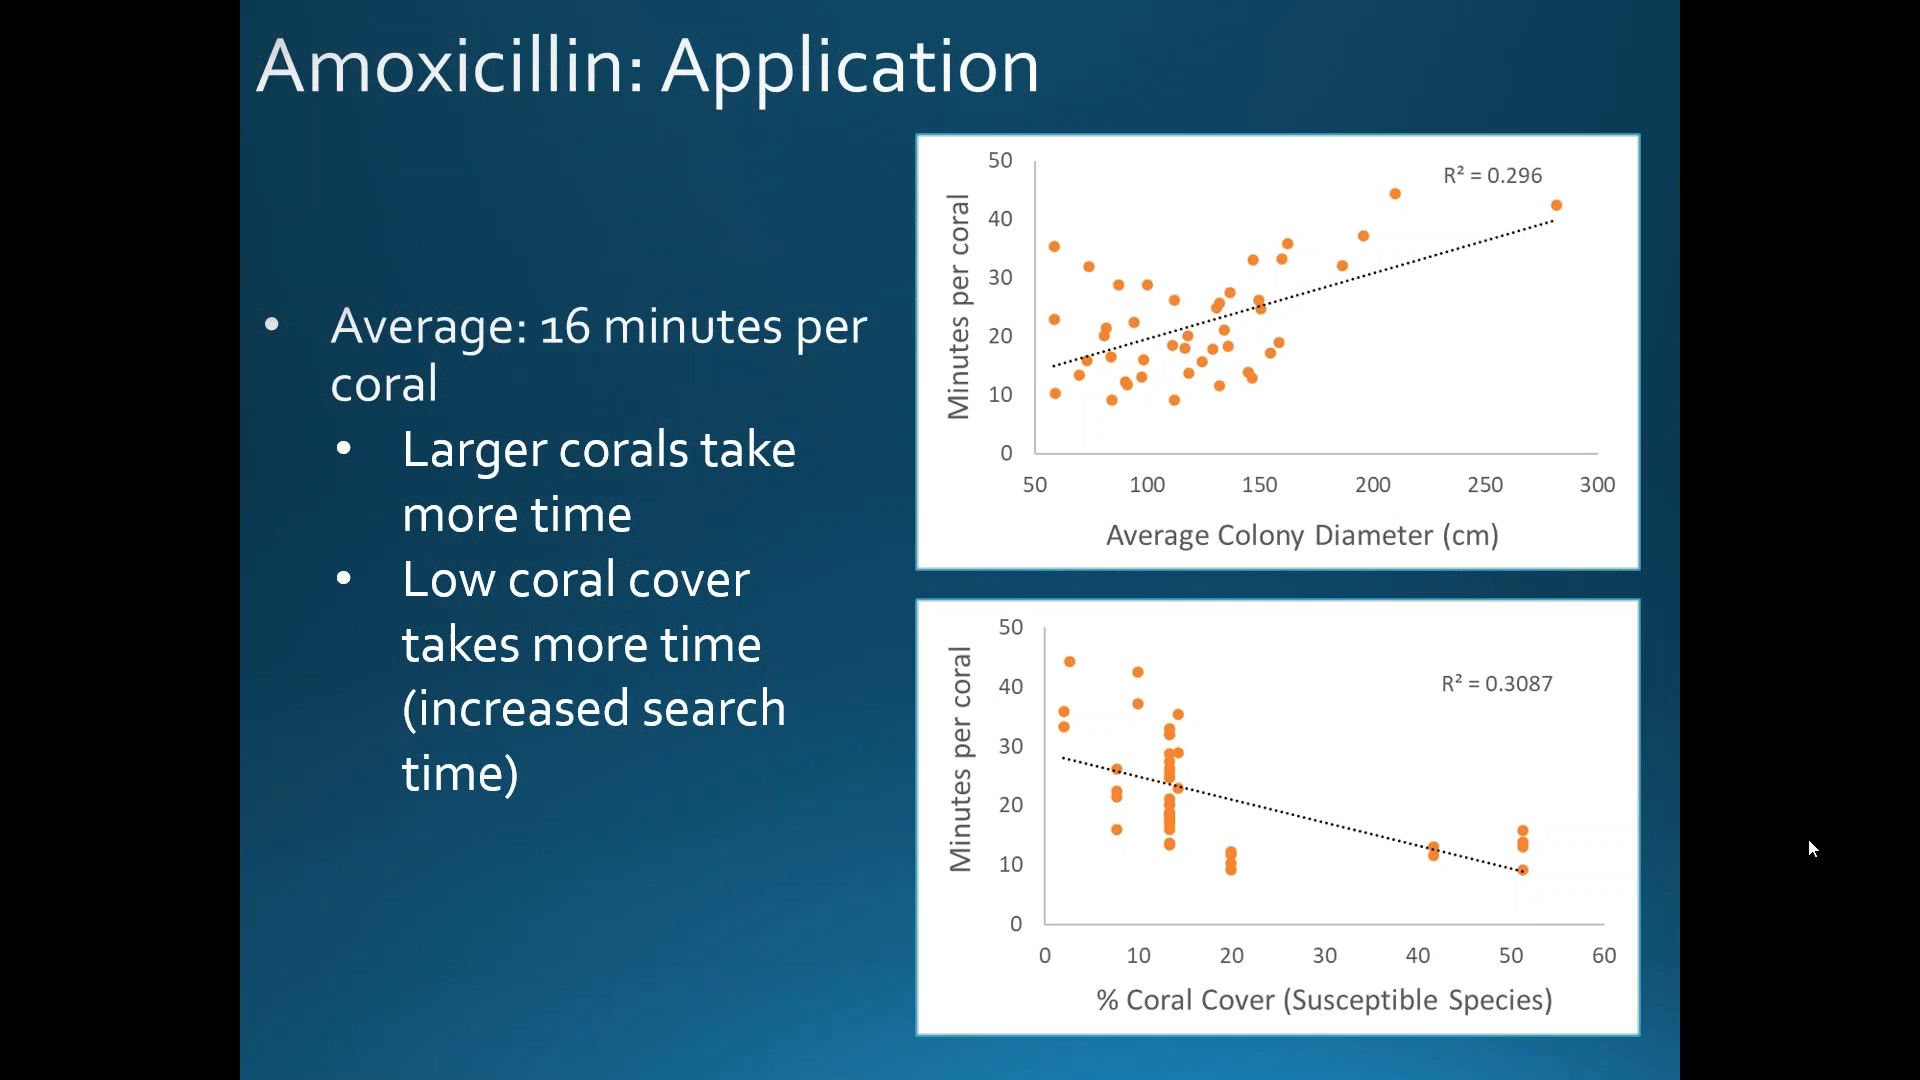 Amoxicillin: Application
• Average: 16 minutes per
coral
• Larger corals take
more time
• Low coral cover
takes more time
(increased search
time)
50
40
30
20
10
0
Minutes per coral
R² = 0.296
50 100 150 200 250 300
Average Colony Diameter (cm)
50
40
30
20
10
0
Minutes per coral
R² = 0.3087
0 10 20 30 40 50 60
% Coral Cover (Susceptible Species)